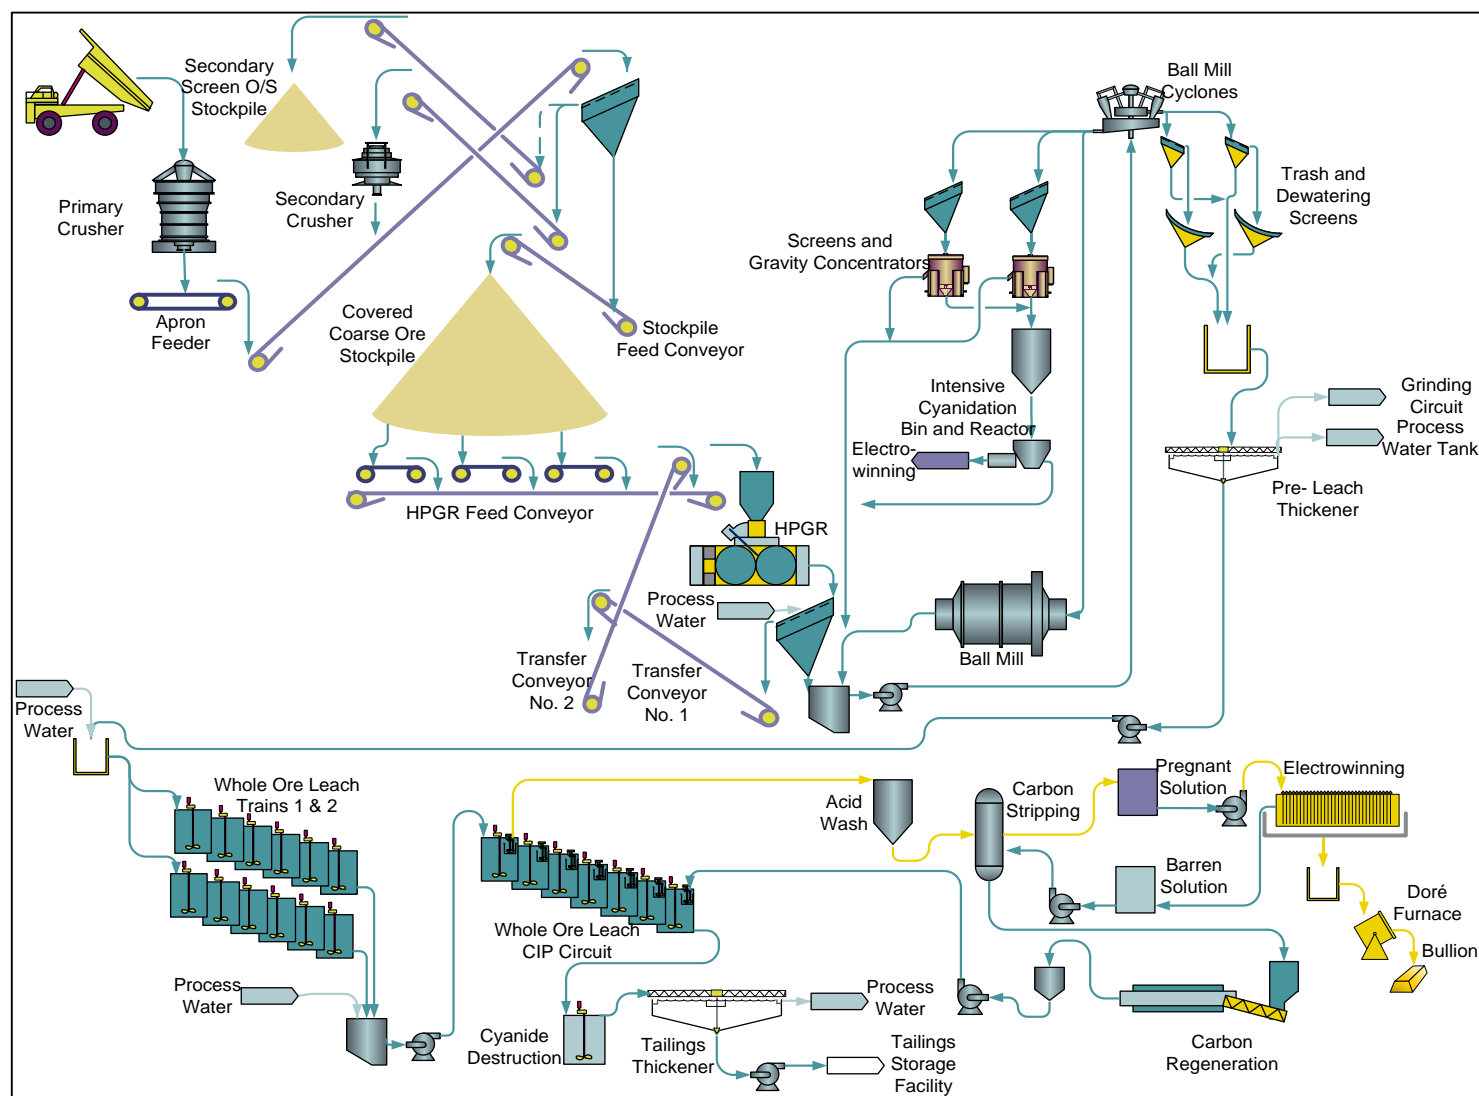 Secondary
Screen O/S
Stockpile
Ball Mill
Cyclones
Primary
Crusher
Secondary
Crusher
Trash and
Dewatering
Screens
Screens and
Gravity Concentrators
Apron
Feeder
Covered
Coarse Ore
Stockpile
Stockpile
Feed Conveyor
Intensive
Cyanidation
Bin and Reactor
Grinding
Circuit
Process
Water Tank
Electro-
winning
Pre- Leach
Thickener
HPGR Feed Conveyor
HPGR
Process
Water
Ball Mill
Transfer
Conveyor
No. 2
Transfer
Conveyor
No. 1
Process
Water
Whole Ore Leach
Trains 1 & 2
Acid
Wash
Carbon
Stripping
Pregnant
Solution
Electrowinning
Barren
Solution
Doré
Furnace
Bullion
Whole Ore Leach
CIP Circuit
Process
Water
Cyanide
Destruction
Tailings
Thickener
Process
Water
Tailings
Storage
Facility
Carbon
Regeneration